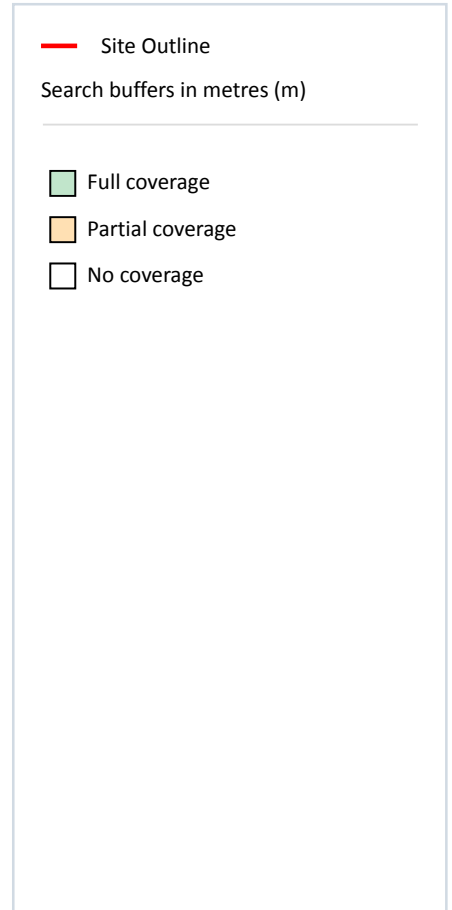 Site Outline
Search buffers in metres (m)
Full coverage
Partial coverage
No coverage